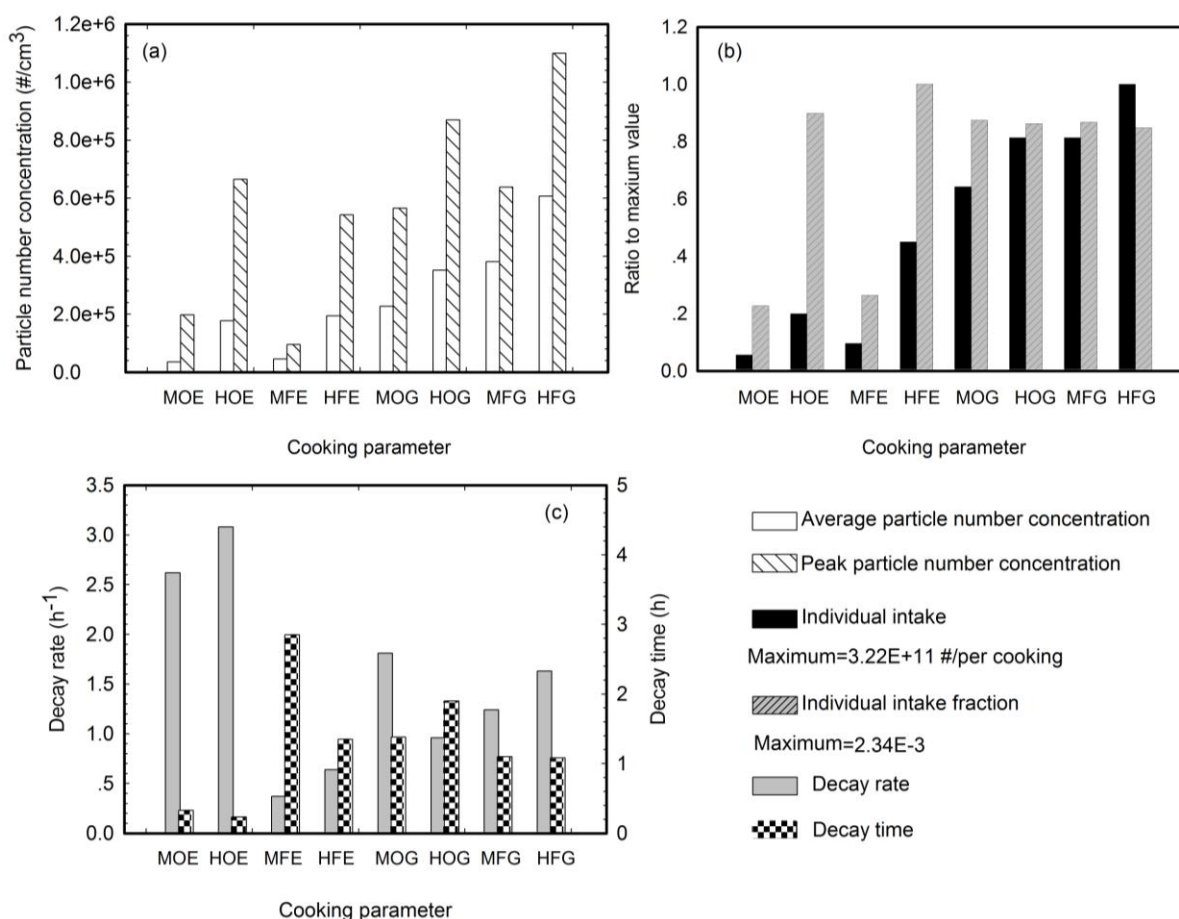 (a)
Particle number concentration (#/cm3)
1.2e+6
1.0e+6
8.0e+5
6.0e+5
4.0e+5
2.0e+5
0.0
MOE HOE MFE HFE MOG HOG MFG HFG
Cooking parameter
(b)
Ratio to maxium value
1.2
1.0
.8
.6
.4
.2
0.0
MOE HOE MFE HFE MOG HOG MFG HFG
Cooking parameter
(c)
Decay rate (h-1)
3.5
3.0
2.5
2.0
1.5
1.0
.5
0.0
Decay time (h)
5
4
3
2
1
0
MOE HOE MFE HFE MOG HOG MFG HFG
Cooking parameter
Average particle number concentration
Peak particle number concentration
Individual intake
Maximum=3.22E+11 #/per cooking
Individual intake fraction
Maximum=2.34E-3
Decay rate
Decay time